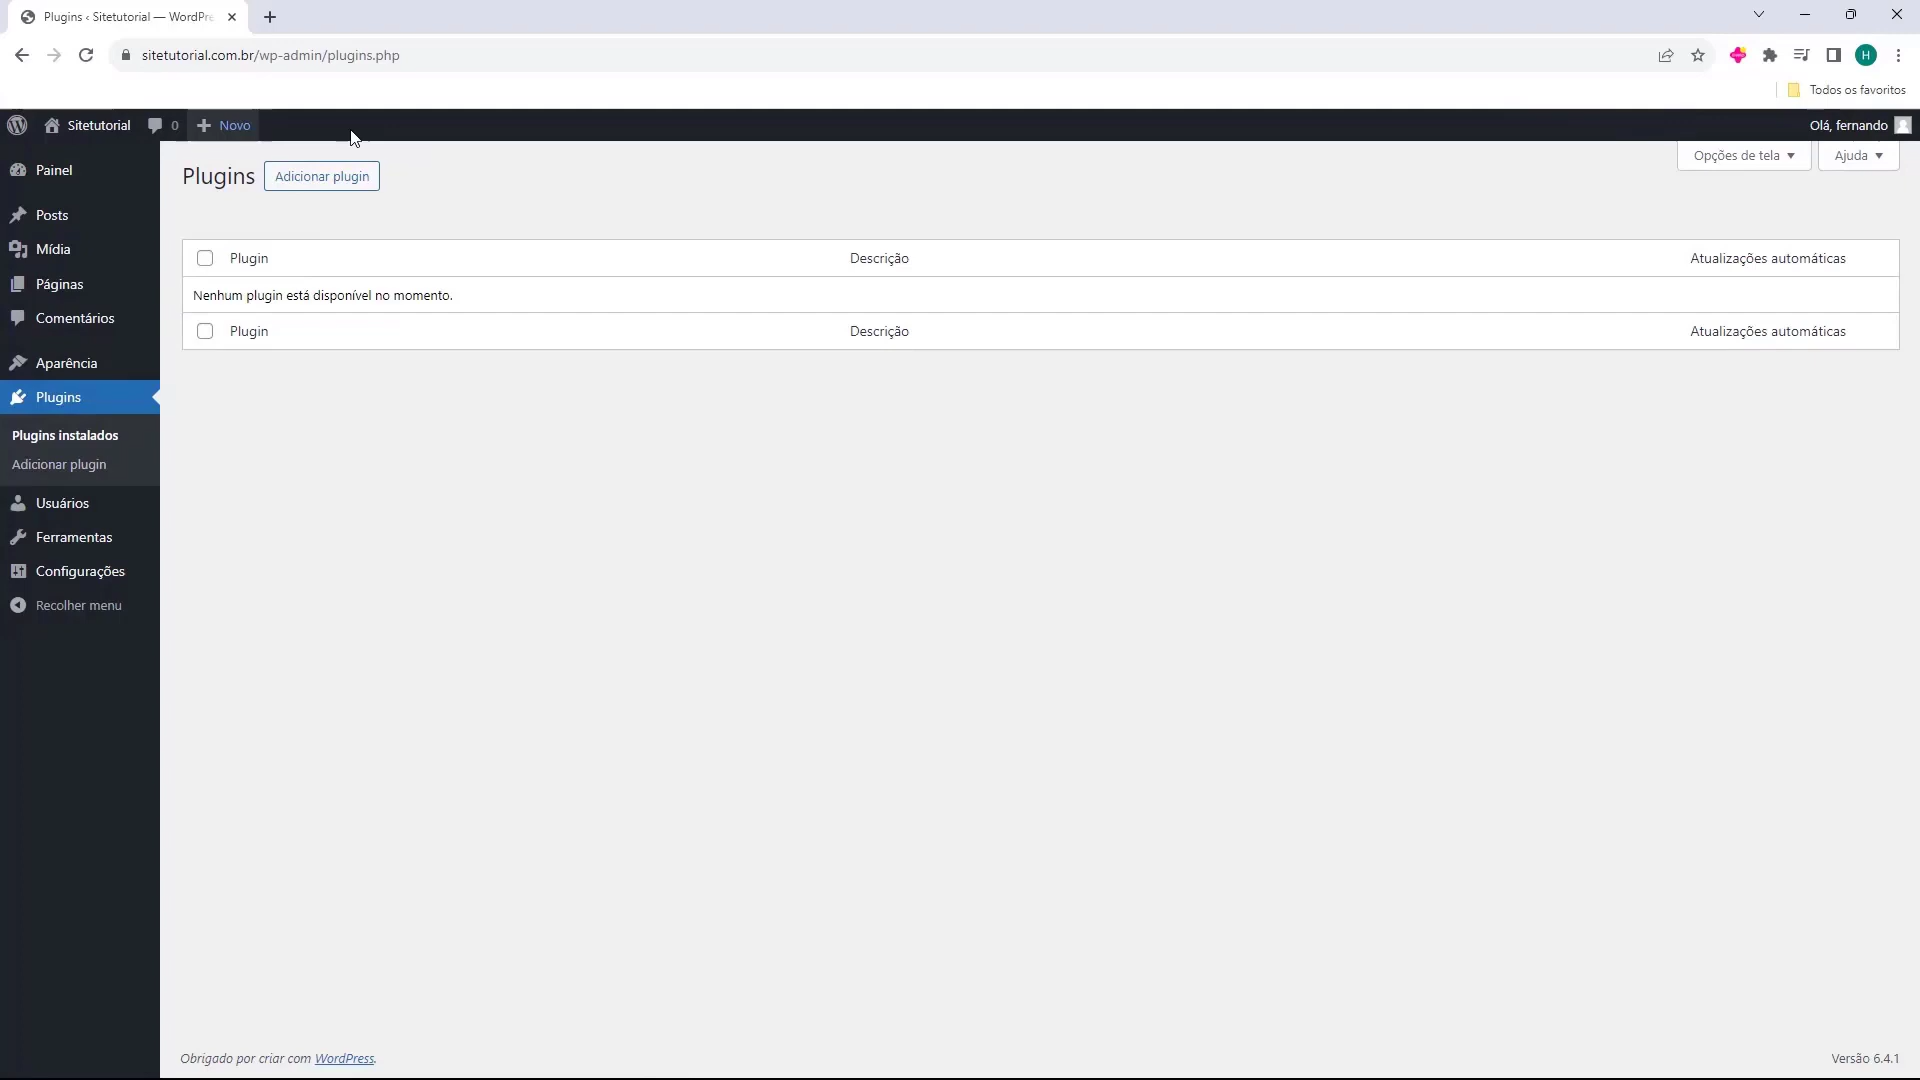 Plugins ‹ Sitetutorial — WordPre
sitetutorial.com.br/wp-admin/plugins.php
H
Todos os favoritos
Sitetutorial
0
Novo
Olá, fernando
Painel
Posts
Mídia
Páginas
Comentários
Aparência
Plugins
Plugins instalados
Adicionar plugin
Usuários
Ferramentas
Configurações
Recolher menu
Plugins
Adicionar plugin
Opções de tela
Ajuda
Plugin
Descrição
Atualizações automáticas
Nenhum plugin está disponível no momento.
Plugin
Descrição
Atualizações automáticas
Obrigado por criar com WordPress.
Versão 6.4.1